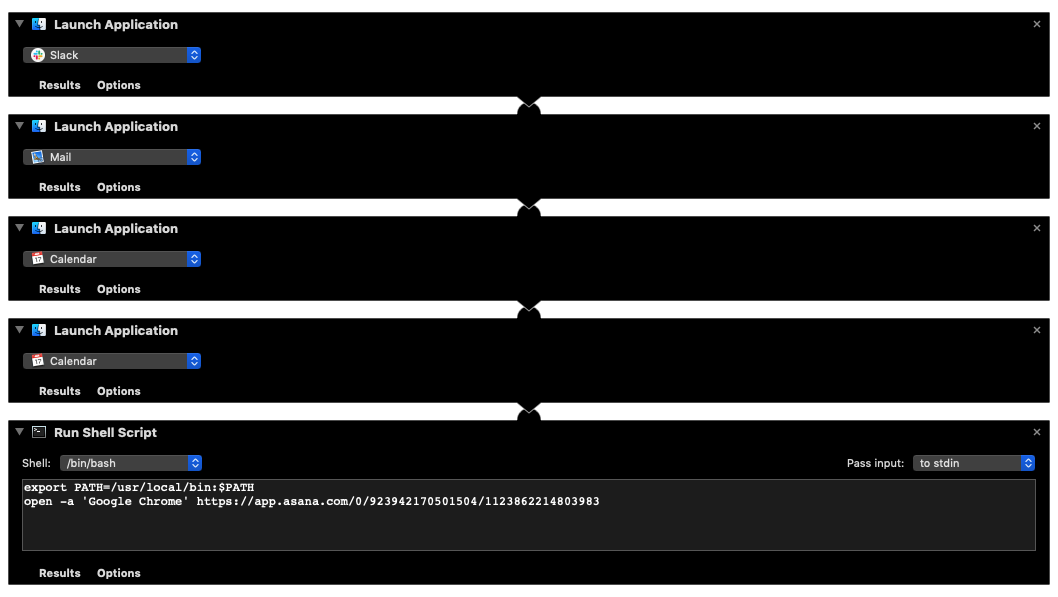 Launch Application
Slack
Results Options
Launch Application
Mail
Results Options
Launch Application
Calendar
Results Options
Launch Application
Calendar
Results Options
Run Shell Script
Shell: /bin/bash Pass input: to stdin
export PATH=/usr/local/bin:$PATH
open -a 'Google Chrome' https://app.asana.com/0/923942170501504/1123862214803983
Results Options